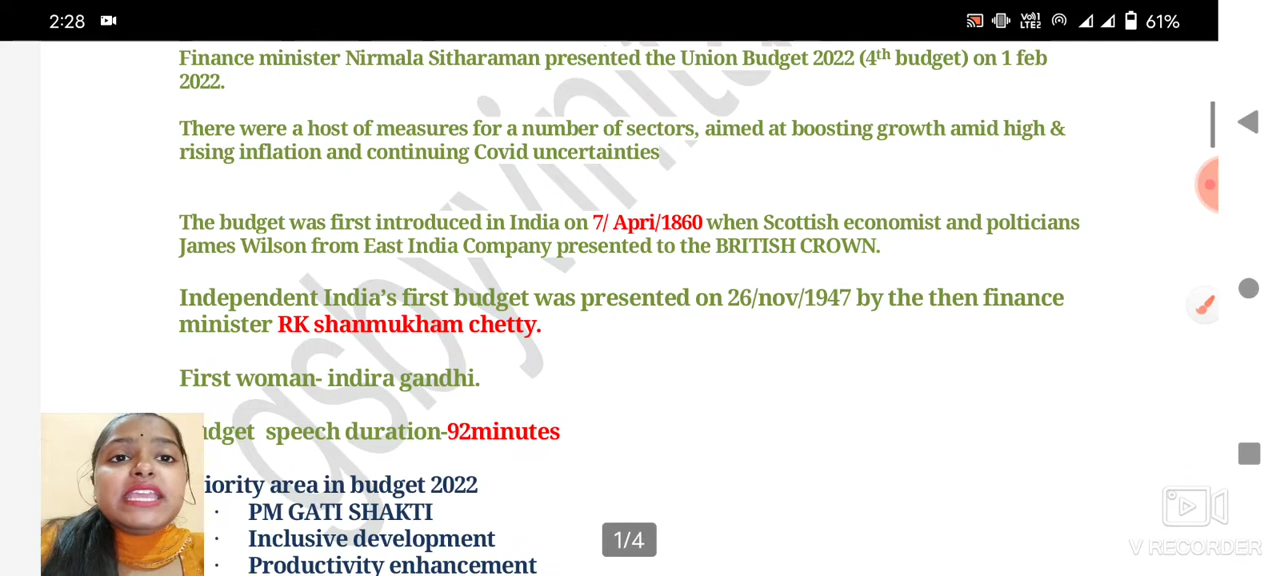 2:28
Vo)) LTE2
61%
Finance minister Nirmala Sitharaman presented the Union Budget 2022 (4th budget) on 1 feb
2022.
There were a host of measures for a number of sectors, aimed at boosting growth amid high &
rising inflation and continuing Covid uncertainties
The budget was first introduced in India on 7/ Apri/1860 when Scottish economist and polticians
James Wilson from East India Company presented to the BRITISH CROWN.
Independent India's first budget was presented on 26/nov/1947 by the then finance
minister RK shanmukham chetty.
First woman- indira gandhi.
udget speech duration-92minutes
iority area in budget 2022
· PM GATI SHAKTI
· Inclusive development
· Productivity enhancement
1/4
V RECORDER